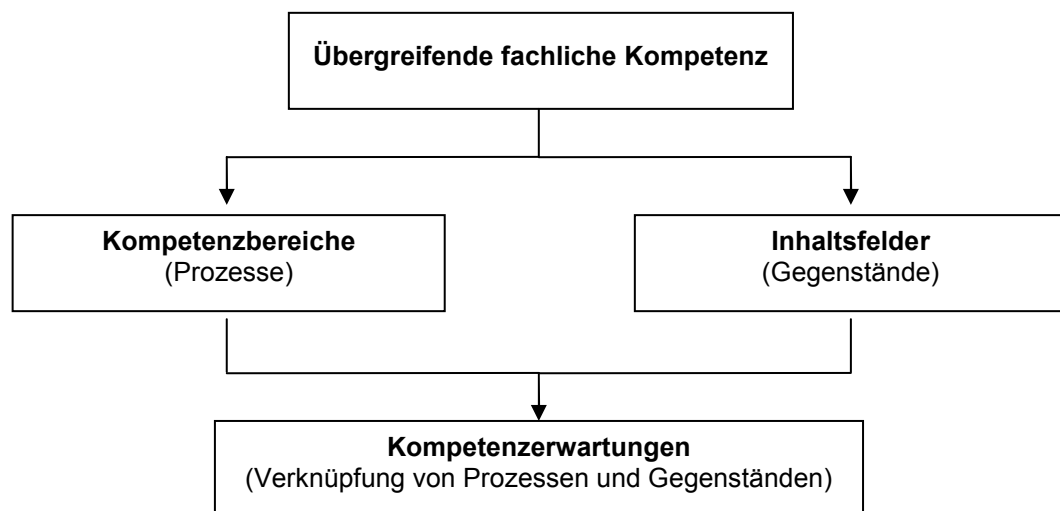 Übergreifende fachliche Kompetenz
Kompetenzbereiche
(Prozesse)
Inhaltsfelder
(Gegenstände)
Kompetenzerwartungen
(Verknüpfung von Prozessen und Gegenständen)